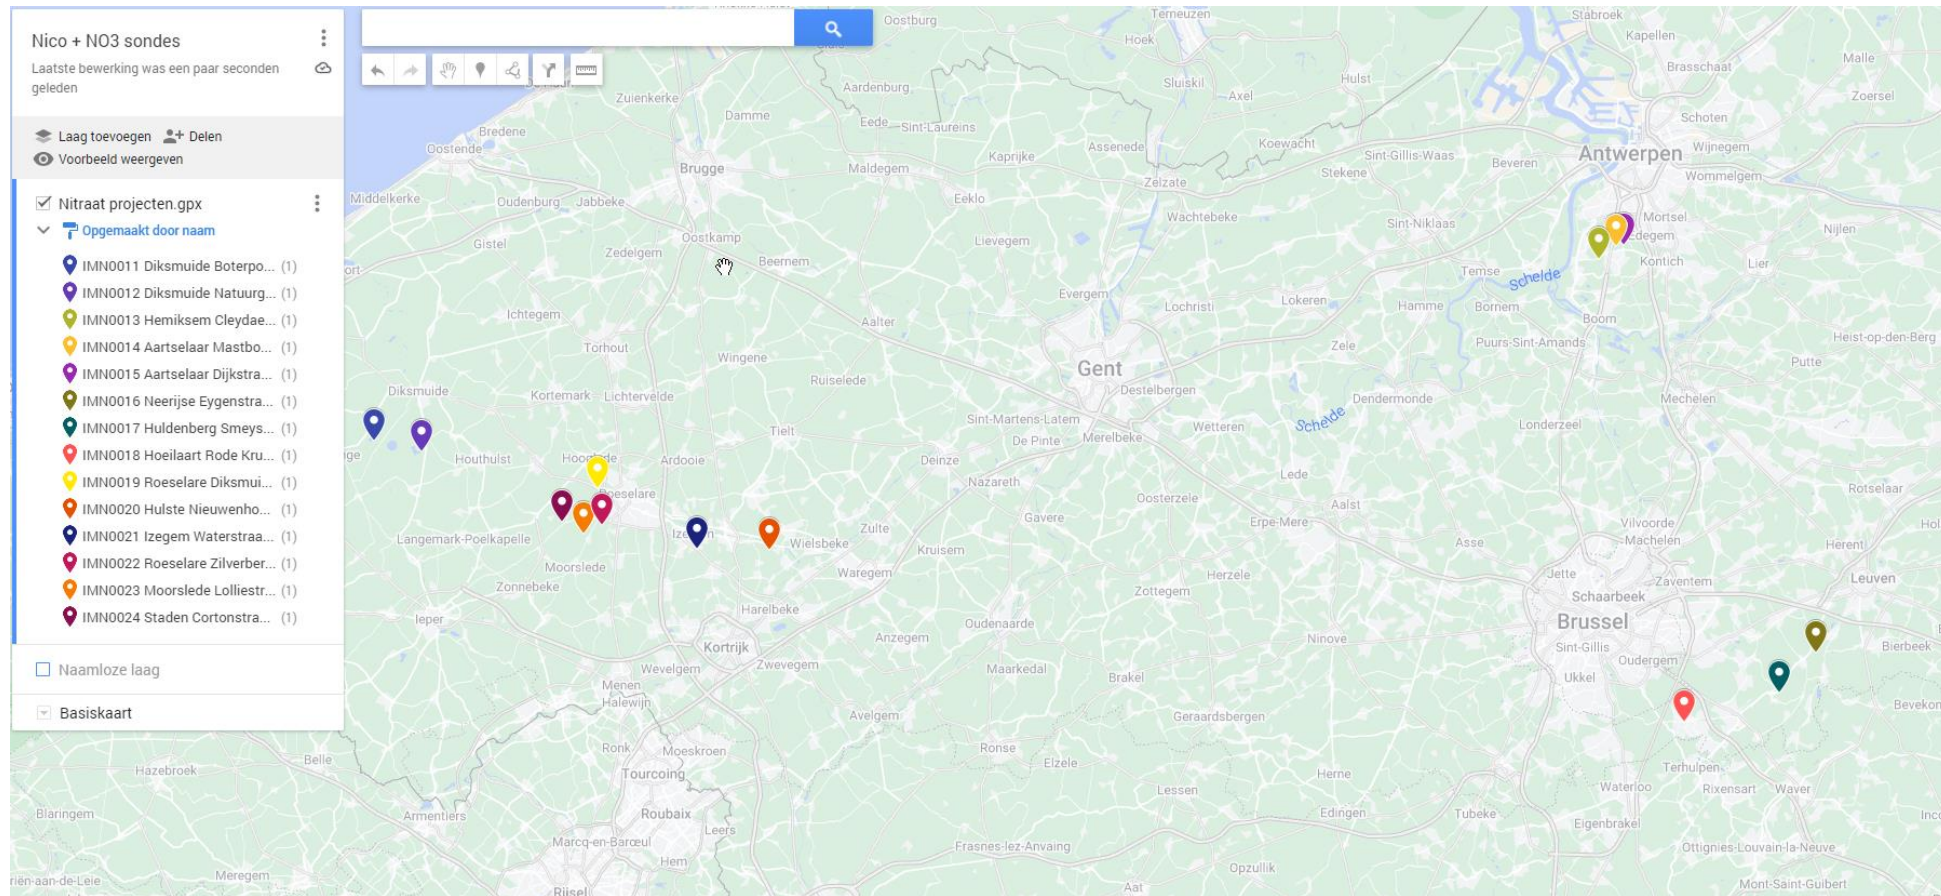 Nico + NO3 sondes
Laatste bewerking was een paar seconden
geleden
Laag toevoegen
Delen
Voorbeeld weergeven
Nitraat projecten.gpx
Opgemaakt door naam
IMN0011 Diksmuide Boterpo... (1)
IMN0012 Diksmuide Natuurg... (1)
IMN0013 Hemiksem Cleydae... (1)
IMN0014 Aartselaar Mastbo... (1)
IMN0015 Aartselaar Dijkstra... (1)
IMN0016 Neerijse Eygenstra... (1)
IMN0017 Huldenberg Smeys... (1)
IMN0018 Hoeilaart Rode Kru... (1)
IMN0019 Roeselare Diksmui... (1)
IMN0020 Hulste Nieuwenho... (1)
IMN0021 Izegem Waterstraa... (1)
IMN0022 Roeselare Zilverber... (1)
IMN0023 Moorslede Lolliestr... (1)
IMN0024 Staden Cortonstra... (1)
Naamloze laag
Basiskaart
Oostburg
Terneuzen
Stabroek
Hoek
Kapellen
Malle
Brasschaat
Sluiskil
Hulst
Axel
Aardenburg
Zuienkerke
Zoersel
Damme
Schoten
Eede
Sint-Laureins
Bredene
Oostende
Assenede
Koewacht
Wijnegem
Antwerpen
Sint-Gillis-Waas
Beveren
Kaprijke
Brugge
Maldegem
Stekene
Wommelgem
Zelzate
Middelkerke
Oudenburg
Jabbeke
Eeklo
Wachtebeke
Mortsel
Sint-Niklaas
Nijlen
Edegem
Oostkamp
Lievegem
Gistel
Zedelgem
Beernem
Kontich
Lier
Temse
Schelde
Evergem
Lochristi
Lokeren
Hamme
Bornem
Ichtegem
Boom
Aalter
Heist-op-den-Berg
Puurs-Sint-Amands
Zele
Torhout
Wingene
Putte
Gent
Ruiselede
Diksmuide
Destelbergen
Kortemark
Lichtervelde
Dendermonde
Mechelen
Sint-Martens-Latem
Schelde
Wetteren
Londerzeel
Tielt
De Pinte
Merelbeke
Houthulst
Ardooie
Deinze
Lede
Nazareth
Rotselaar
Roeselare
Oosterzele
Aalst
Gavere
Erpe-Mere
Vilvoorde
Zulte
Langemark-Poelkapelle
Wielsbeke
Machelen
Asse
Herent
Kruisem
Moorslede
Waregem
Herzele
Jette
Zaventem
Leuven
Zonnebeke
Zottegem
Schaarbeek
Harelbeke
Ieper
Oudenaarde
Brussel
Anzegem
Ninove
Kortrijk
Sint-Gillis
Bierbeek
Oudergem
Wevelgem
Zwevegem
Maarkedal
Brakel
Ukkel
Menen
Halewijn
Avelgem
Geraardsbergen
Ronk
Moeskroen
Ronse
Belle
Elzele
Hazebroek
Tourcoing
Herne
Terhulpen
Waterloo
Rixensart
Waver
Lessen
Blaringem
Armentiers
Roubaix
Edingen
Tubeke
Eigenbrakel
Leers
Marcq-en-Barœul
Frasnes-lez-Anvaing
Ottignies-Louvain-la-Neuve
Hem
Opzullik
Meregem
Aat
Mont-Saint-Guibert
Rijsel